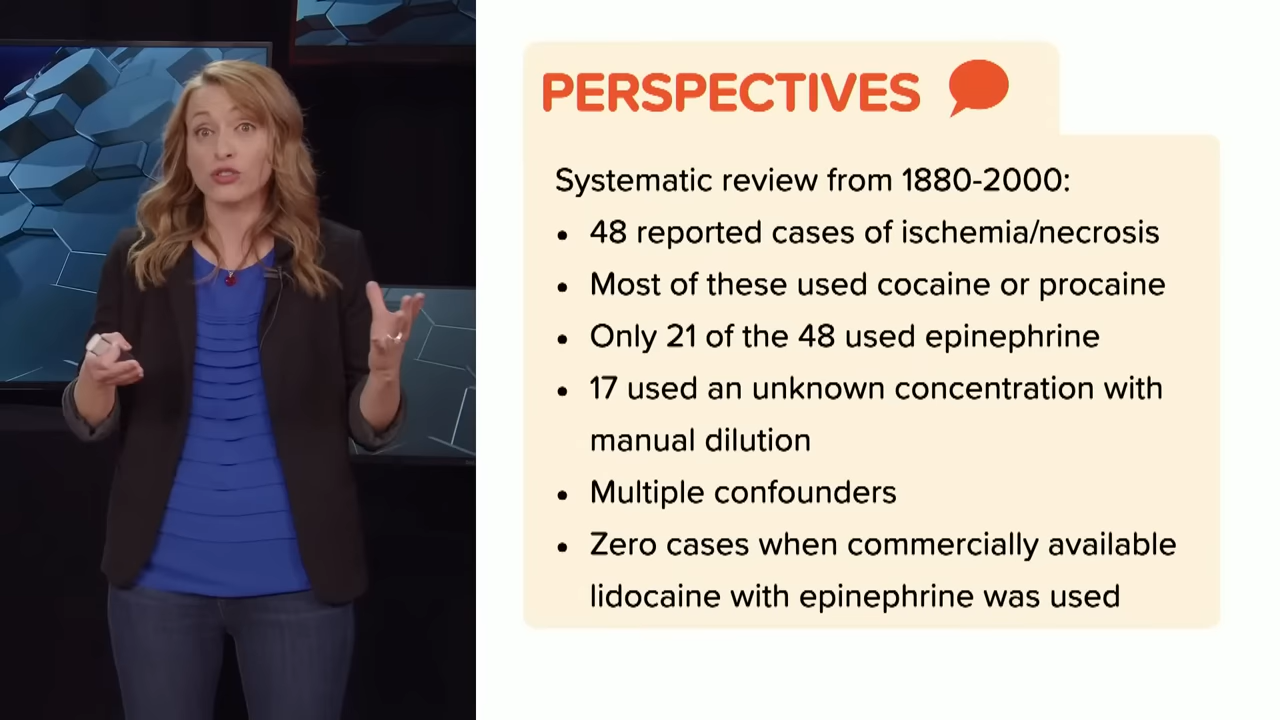 PERSPECTIVES
Systematic review from 1880-2000:
• 48 reported cases of ischemia/necrosis
• Most of these used cocaine or procaine
• Only 21 of the 48 used epinephrine
• 17 used an unknown concentration with
manual dilution
• Multiple confounders
• Zero cases when commercially available
lidocaine with epinephrine was used